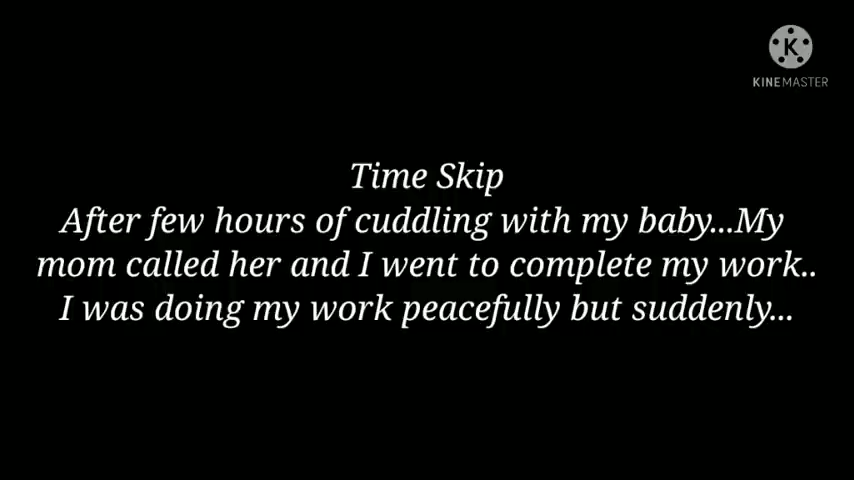 KINEMASTER
Time Skip
After few hours of cuddling with my baby...My
mom called her and I went to complete my work..
I was doing my work peacefully but suddenly...